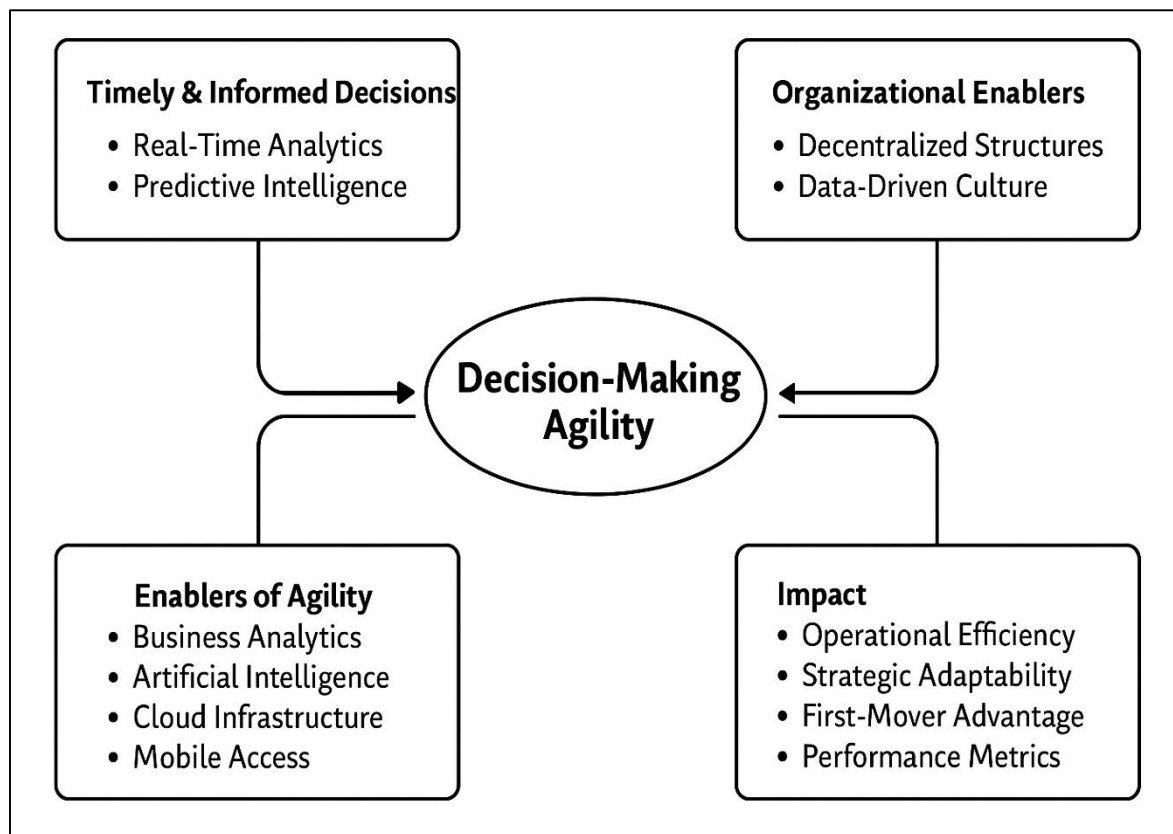 Timely & Informed Decisions
• Real-Time Analytics
• Predictive Intelligence
Organizational Enablers
• Decentralized Structures
• Data-Driven Culture
Decision-Making
Agility
Enablers of Agility
• Business Analytics
• Artificial Intelligence
• Cloud Infrastructure
• Mobile Access
Impact
• Operational Efficiency
• Strategic Adaptability
• First-Mover Advantage
• Performance Metrics